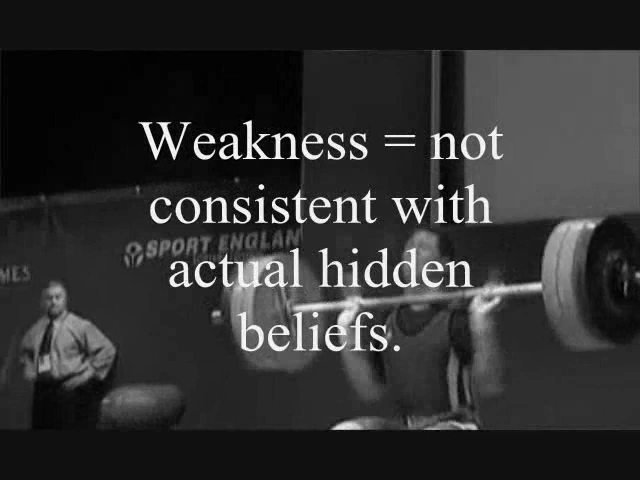 Weakness = not
consistent with
SPORT ENGLAN
MES
actual hidden
beliefs.